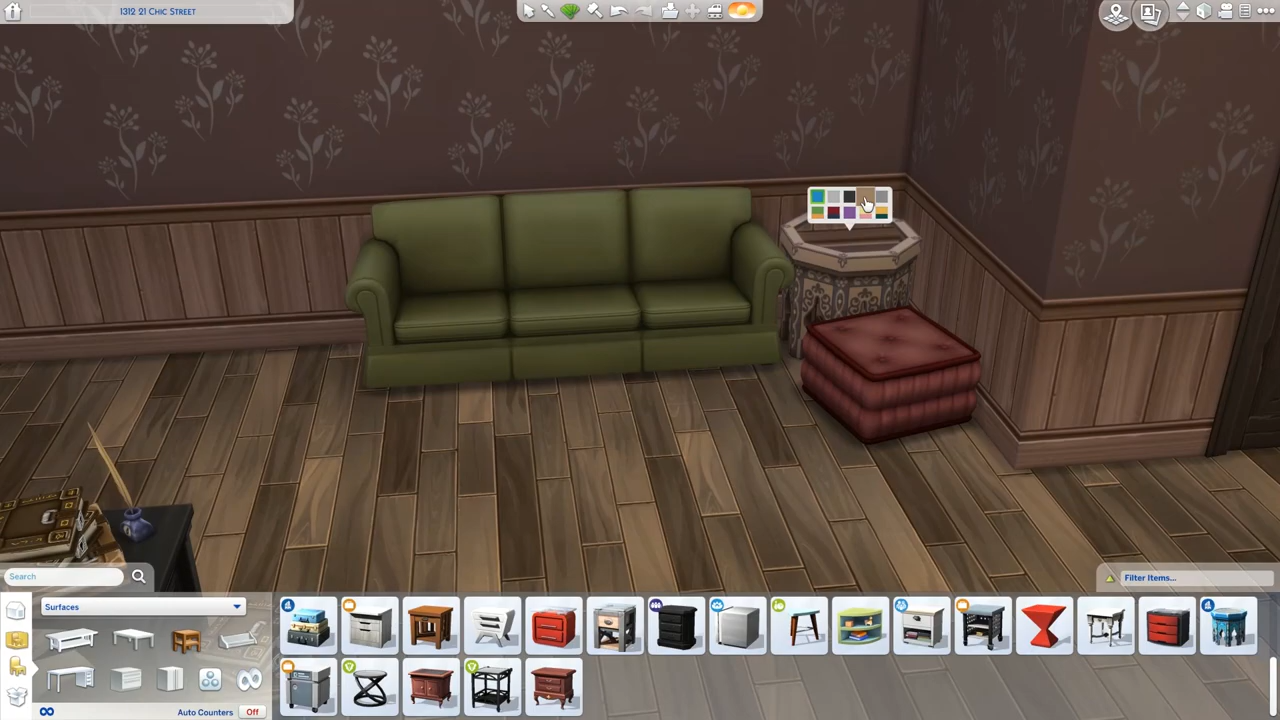 1312 21 CHIC STREET
Search
Filter Items...
Surfaces
Auto Counters
Off